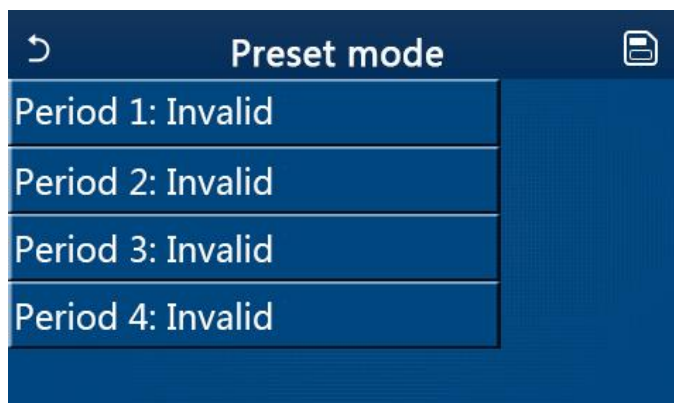 Preset mode
Period 1: Invalid
Period 2: Invalid
Period 3: Invalid
Period 4: Invalid